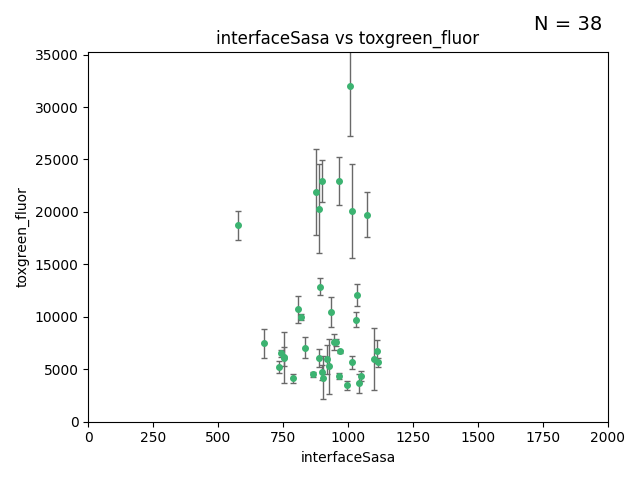 N = 38
interfaceSasa vs toxgreen_fluor
35000
30000
25000
20000
15000
10000
5000
0
toxgreen_fluor
0 250 500 750 1000 1250 1500 1750 2000
interfaceSasa